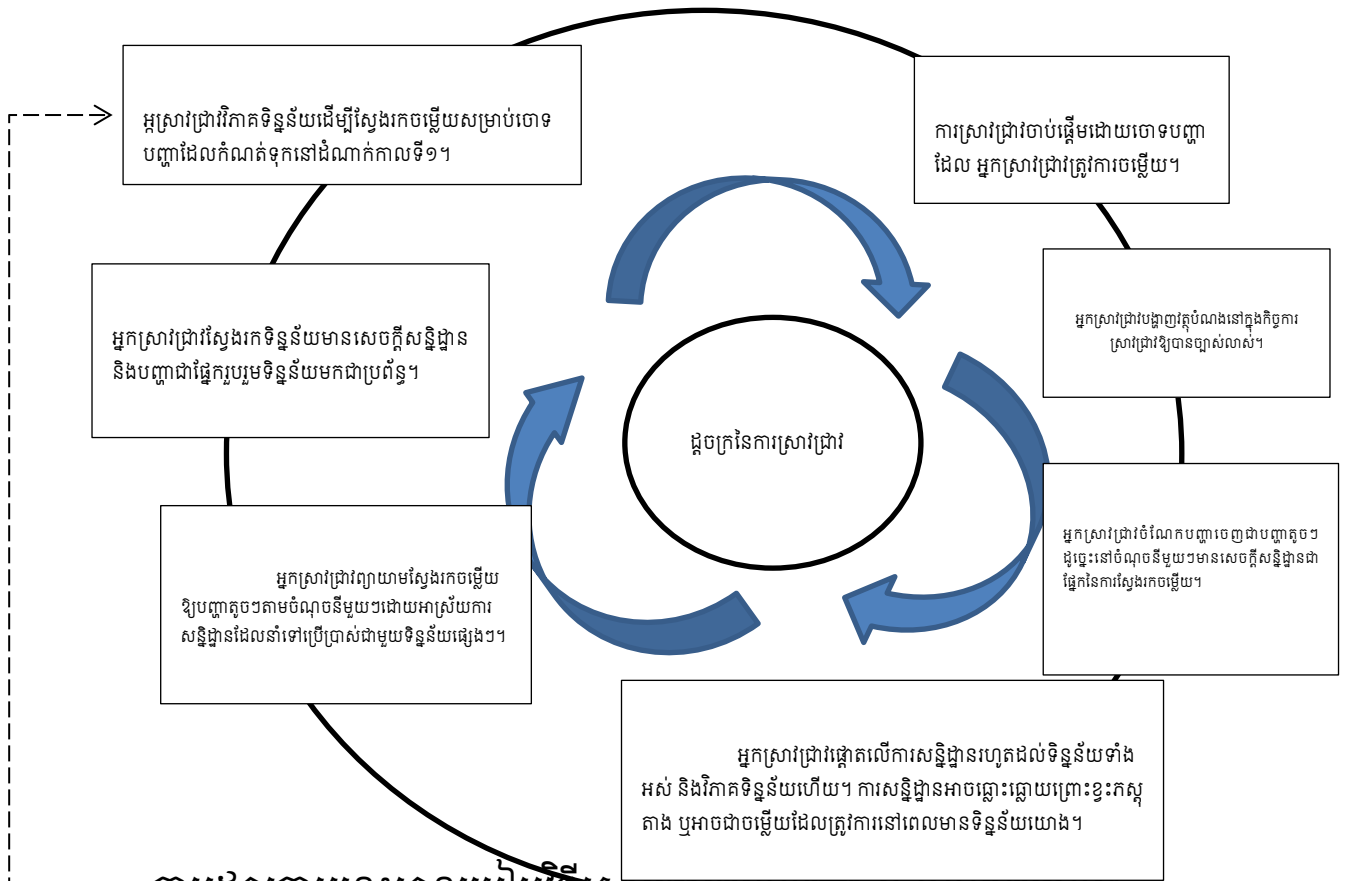 អ្កស្រាវជ្រាវវិភាគទិន្នន័យដើម្បីស្វែងរកចម្លើយសម្រាប់ចោទ
បញ្ហាដែលកំណត់ទុកនៅដំណាក់កាលទី១។
ការស្រាវជ្រាវចាប់ផ្តើមដោយចោទបញ្ហា
ដែល អ្នកស្រាវជ្រាវត្រូវការចម្លើយ។
អ្នកស្រាវជ្រាវបង្ហាញវត្ថុបំណងនៅក្នុងកិច្ចការ
ស្រាវជ្រាវឱ្យបានច្បាស់លាស់។
អ្នកស្រាវជ្រាវស្វែងរកទិន្នន័យមានសេចក្តីសន្និដ្ឋាន
និងបញ្ហាជាផ្នែករួបរួមទិន្នន័យមកជាប្រព័ន្ធ។
ដ្តចក្រនៃការស្រាវជ្រាវ
អ្នកស្រាវជ្រាវចំណែកបញ្ហាចេញជាបញ្ហាតូចៗ
ដូច្នេះនៅចំណុចនីមួយៗមានសេចក្តីសន្និដ្ឋានជា
ផ្នែកនៃការស្វែងរកចម្លើយ។
អ្នកស្រាវជ្រាវព្យាយាមស្វែងរកចម្លើយ
ឱ្យបញ្ហាតូចៗតាមចំណុចនីមួយៗដោយអាស្រ័យការ
សន្និដ្ឋានដែលនាំទៅប្រើប្រាស់ជាមួយទិន្នន័យផ្សេងៗ។
អ្នកស្រាវជ្រាវផ្តោតលើការសន្និដ្ឋានរហូតដល់ទិន្នន័យទាំង
អស់ និងវិភាគទិន្នន័យហើយ។ ការសន្និដ្ឋានអាចធ្លោះធ្លោយព្រោះខ្វះភស្តុ
តាង ឬអាចជាចម្លើយដែលត្រូវការនៅពេលមានទិន្នន័យយោង។